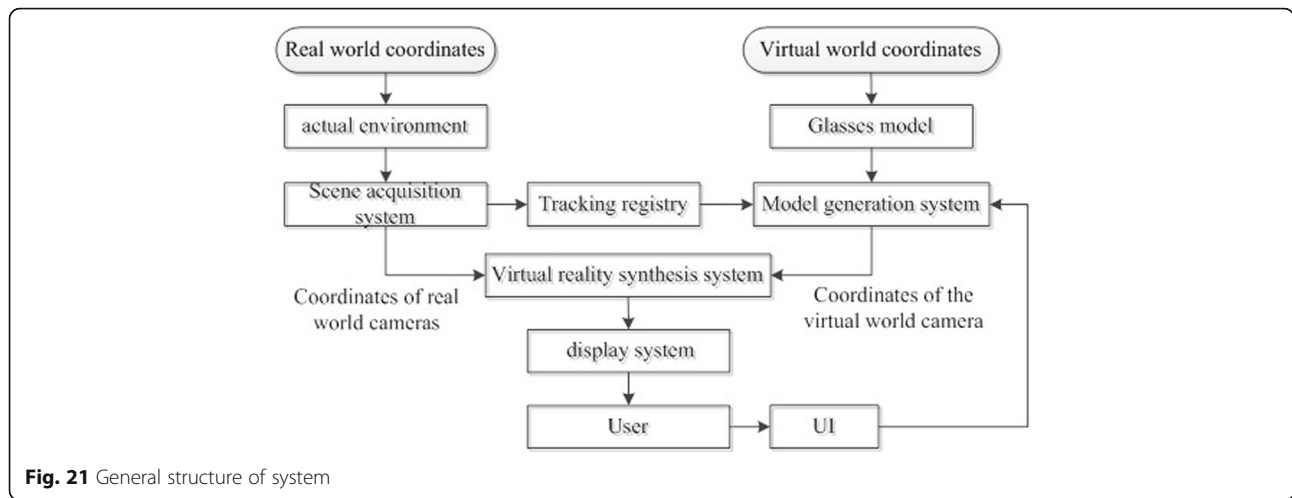 Real world coordinates
Virtual world coordinates
actual environment
Glasses model
Scene acquisition
system
Tracking registry
Model generation system
Virtual reality synthesis system
Coordinates of real
world cameras
Coordinates of the
virtual world camera
display system
User
UI
Fig. 21 General structure of system